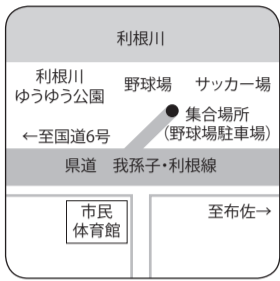 利根川
利根川
ゆうゆう公園
野球場
サッカー場
集合場所
(野球場駐車場)
←至国道6号
県道 我孫子・利根線
市民
体育館
至布佐→